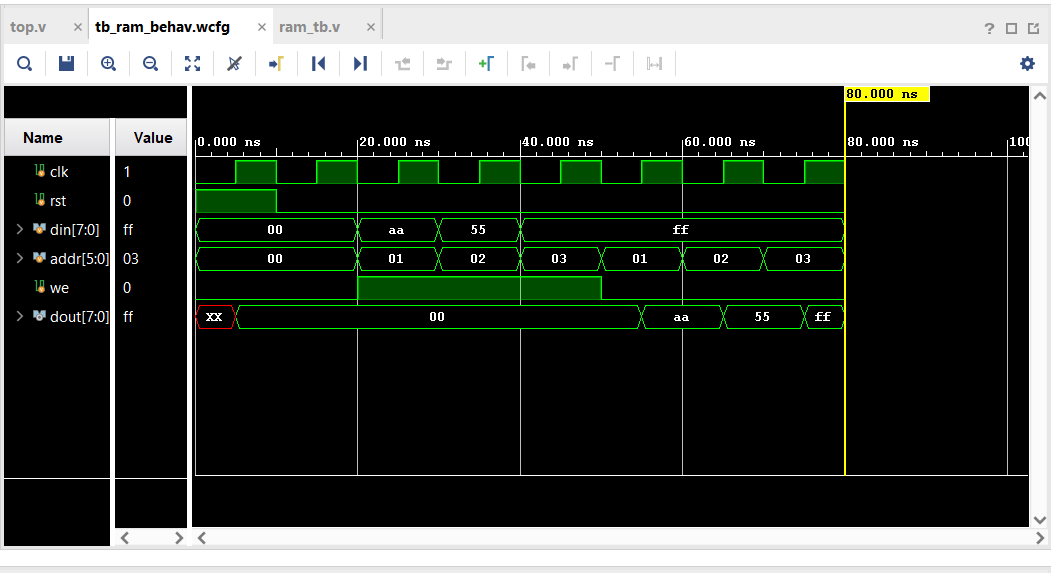 top.v × tb_ram_behav.wcfg × ram_tb.v ×
80.000 ns
Name Value
0.000 ns 20.000 ns 40.000 ns 60.000 ns 80.000 ns 100
clk 1
rst 0
din[7:0] ff 00 aa 55 ff
addr[5:0] 03 00 01 02 03 01 02 03
we 0
dout[7:0] ff XX 00 aa 55 ff